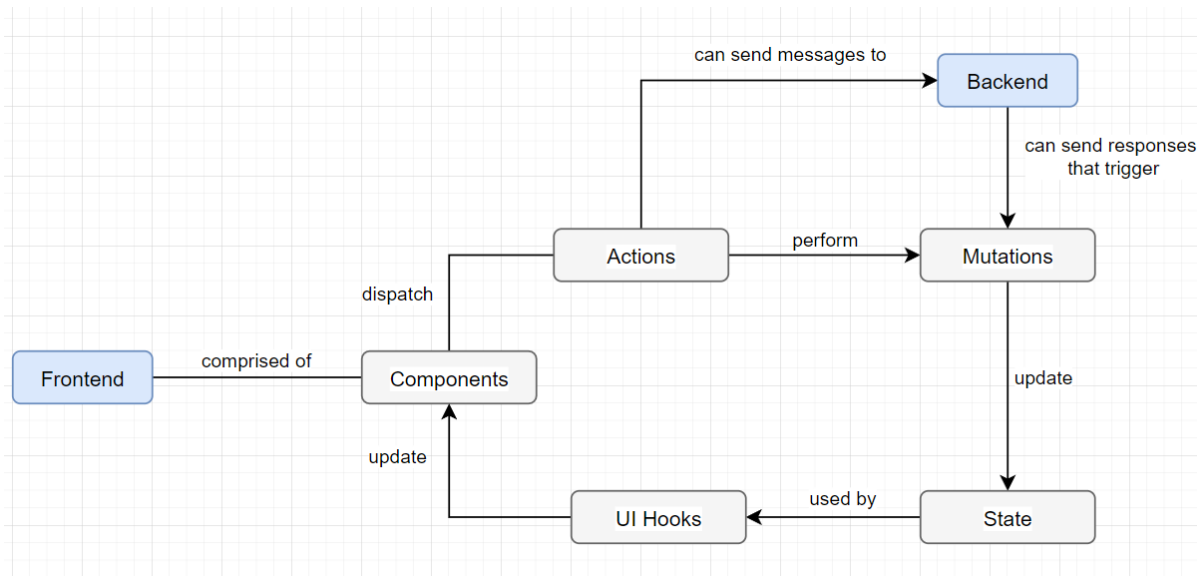 can send messages to
Backend
can send responses
that trigger
Actions
perform
Mutations
dispatch
Frontend
comprised of
Components
update
update
UI Hooks
used by
State